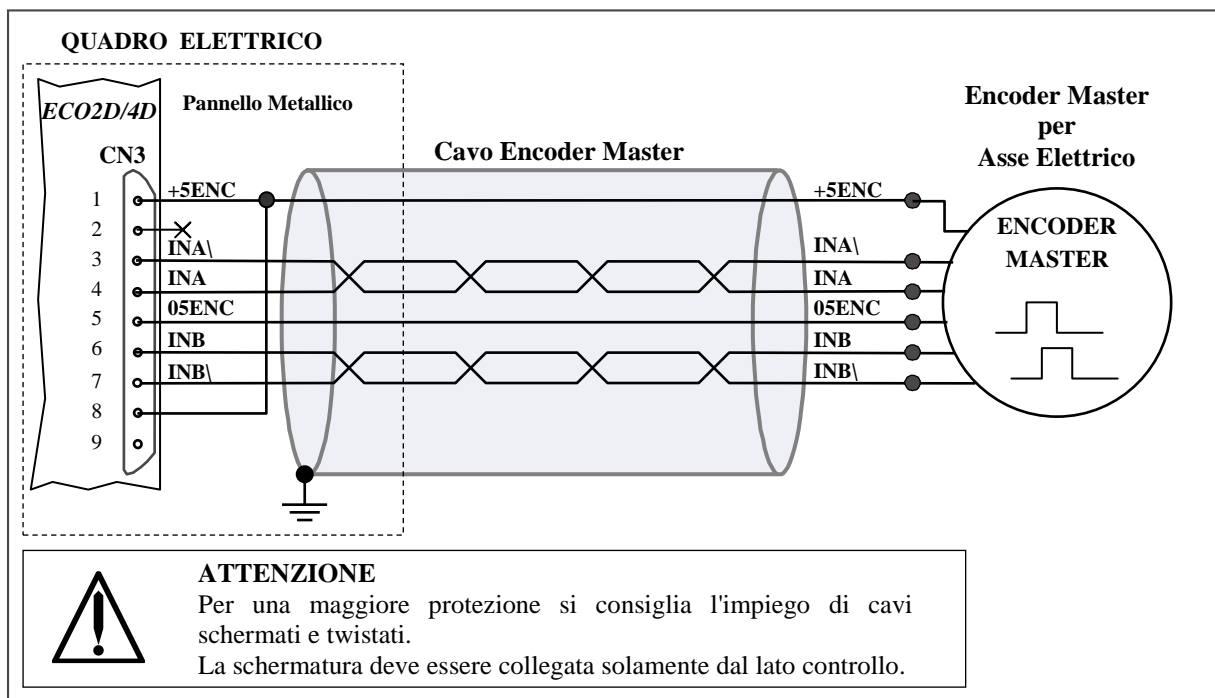 QUADRO ELETTRICO
ECO2D/4D
Pannello Metallico
CN3
Cavo Encoder Master
Encoder Master
per
Asse Elettrico
1
+5ENC
+5ENC
2
3
INA\
INA\
4
INA
INA
5
05ENC
05ENC
6
INB
INB
7
INB\
INB\
8
9
ENCODER
MASTER
ATTENZIONE
Per una maggiore protezione si consiglia l'impiego di cavi
schermati e twistati.
La schermatura deve essere collegata solamente dal lato controllo.